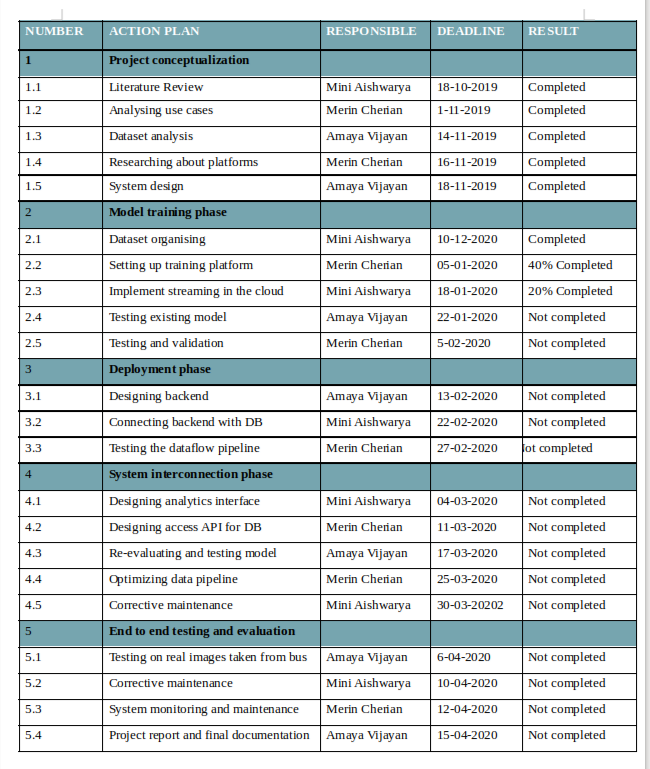 NUMBER ACTION PLAN RESPONSIBLE DEADLINE RESULT
1 Project conceptualization
1.1 Literature Review Mini Aishwarya 18-10-2019 Completed
1.2 Analysing use cases Merin Cherian 1-11-2019 Completed
1.3 Dataset analysis Amaya Vijayan 14-11-2019 Completed
1.4 Researching about platforms Merin Cherian 16-11-2019 Completed
1.5 System design Amaya Vijayan 18-11-2019 Completed
2 Model training phase
2.1 Dataset organising Mini Aishwarya 10-12-2020 Completed
2.2 Setting up training platform Merin Cherian 05-01-2020 40% Completed
2.3 Implement streaming in the cloud Mini Aishwarya 18-01-2020 20% Completed
2.4 Testing existing model Amaya Vijayan 22-01-2020 Not completed
2.5 Testing and validation Merin Cherian 5-02-2020 Not completed
3 Deployment phase
3.1 Designing backend Amaya Vijayan 13-02-2020 Not completed
3.2 Connecting backend with DB Mini Aishwarya 22-02-2020 Not completed
3.3 Testing the dataflow pipeline Merin Cherian 27-02-2020 Not completed
4 System interconnection phase
4.1 Designing analytics interface Mini Aishwarya 04-03-2020 Not completed
4.2 Designing access API for DB Merin Cherian 11-03-2020 Not completed
4.3 Re-evaluating and testing model Amaya Vijayan 17-03-2020 Not completed
4.4 Optimizing data pipeline Merin Cherian 25-03-2020 Not completed
4.5 Corrective maintenance Mini Aishwarya 30-03-20202 Not completed
5 End to end testing and evaluation
5.1 Testing on real images taken from bus Amaya Vijayan 6-04-2020 Not completed
5.2 Corrective maintenance Mini Aishwarya 10-04-2020 Not completed
5.3 System monitoring and maintenance Merin Cherian 12-04-2020 Not completed
5.4 Project report and final documentation Amaya Vijayan 15-04-2020 Not completed